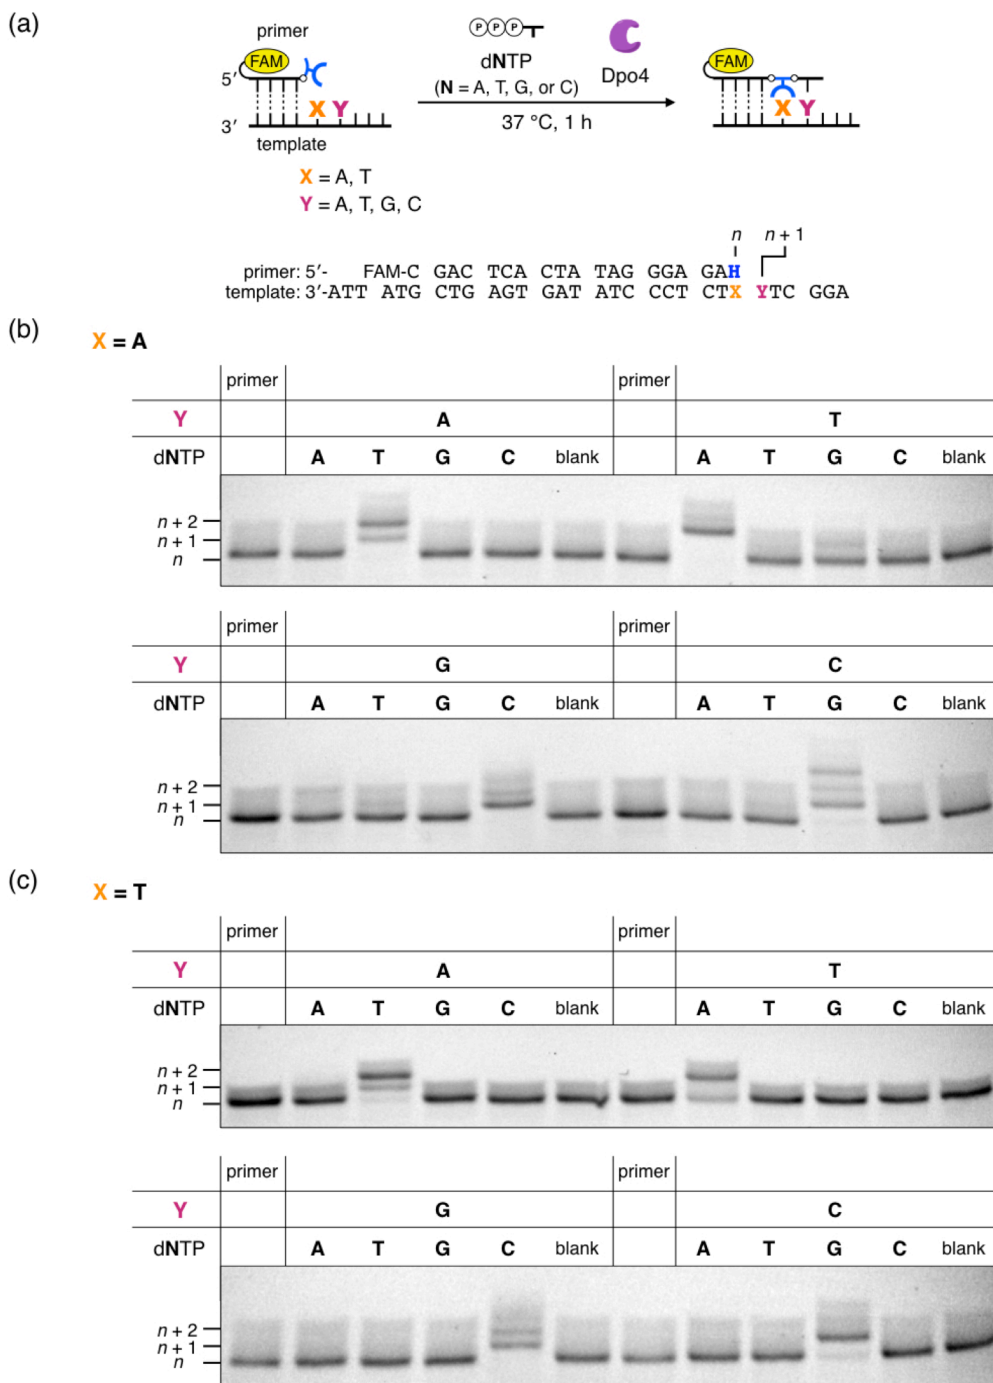 (a)
primer
FAM
5′
3′
X Y
template
X = A, T
Y = A, T, G, C
P P P
dNTP
(N = A, T, G, or C)
Dpo4
37 °C, 1 h
FAM
X Y
n n + 1
primer: 5′- FAM-C GAC TCA CTA TAG GGA GAH
template: 3′-ATT ATG CTG AGT GAT ATC CCT CTX YTC GGA
(b)
X = A
primer primer
Y A T
dNTP A T G C blank A T G C blank
n + 2
n + 1
n
primer primer
Y G C
dNTP A T G C blank A T G C blank
n + 2
n + 1
n
(c)
X = T
primer primer
Y A T
dNTP A T G C blank A T G C blank
n + 2
n + 1
n
primer primer
Y G C
dNTP A T G C blank A T G C blank
n + 2
n + 1
n